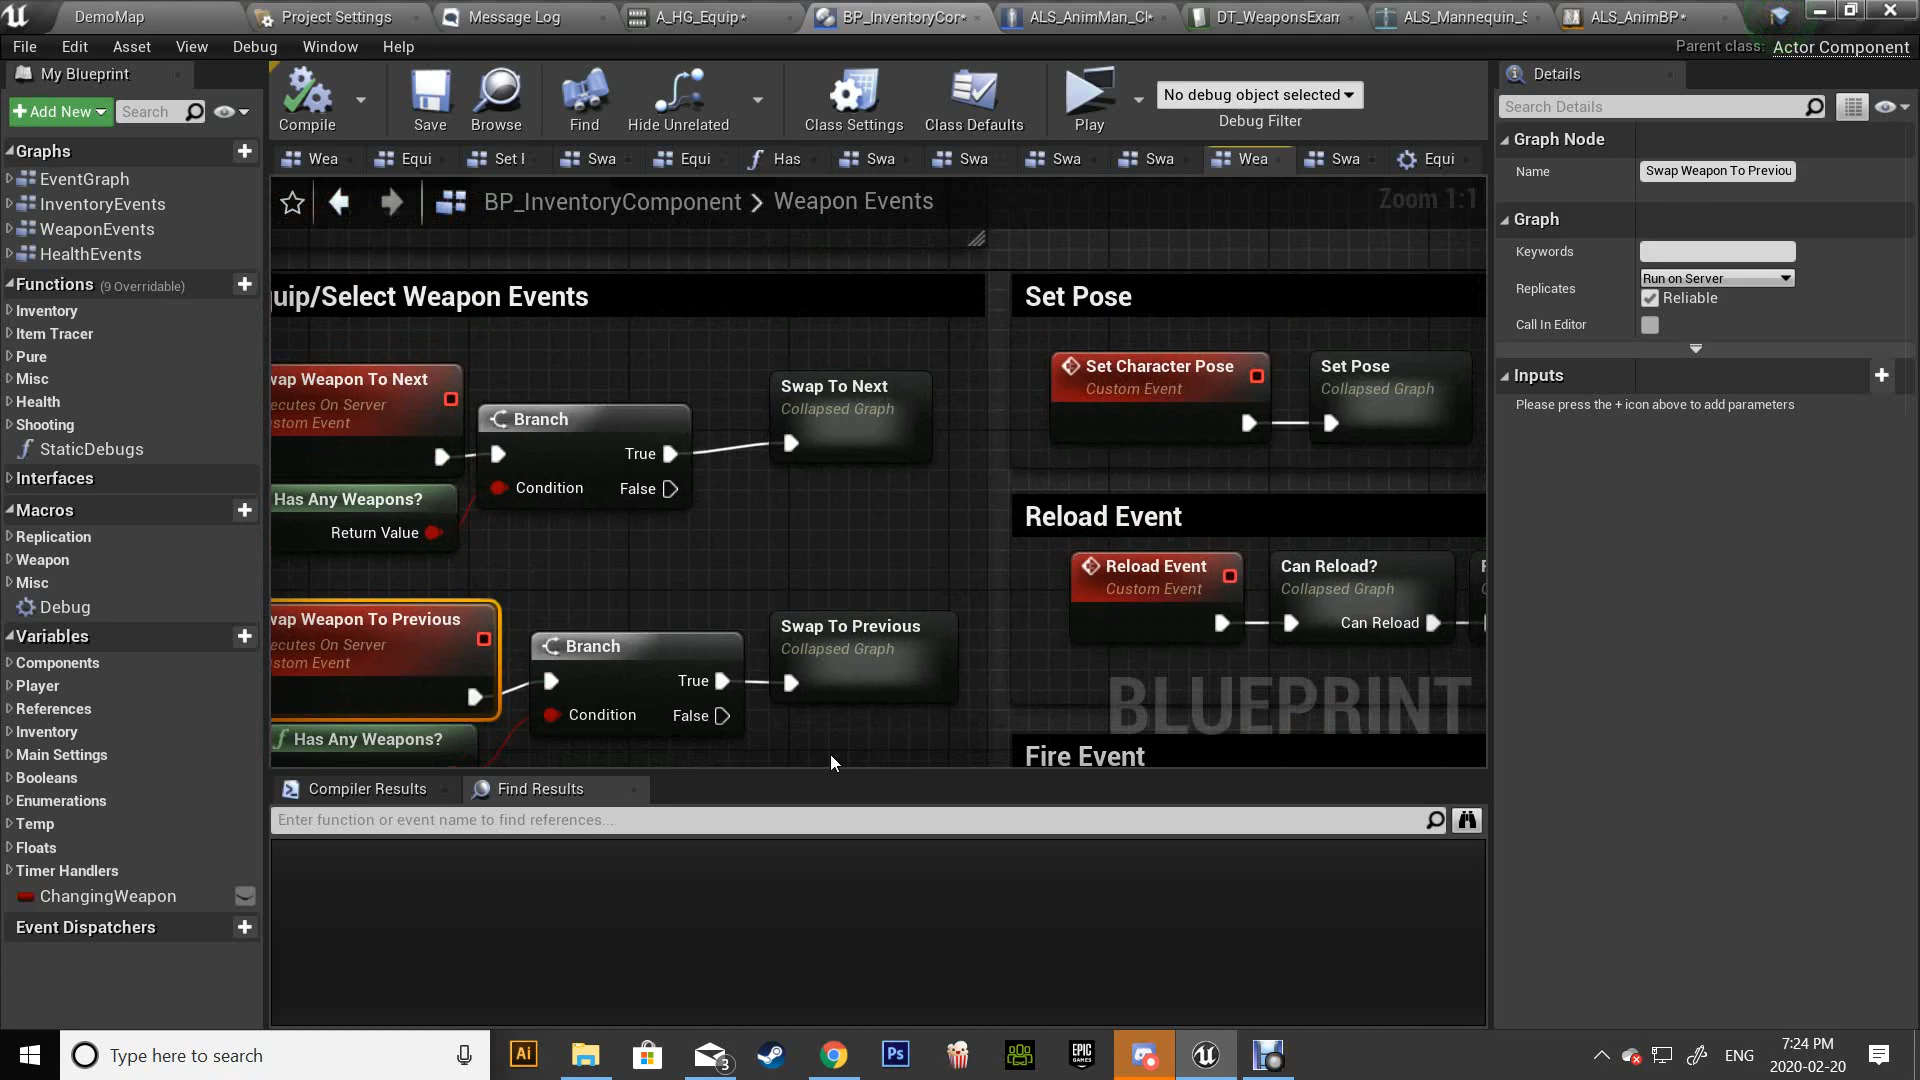 DemoMap
Project Settings
Message Log
A_HG_Equip*
BP_InventoryCor*
ALS_AnimMan_Cl*
DT_WeaponsExam
ALS_Mannequin_S
ALS_AnimBP*
File Edit Asset View Debug Window Help
Parent class: Actor Component
My Blueprint
Add New
Search
Compile
Save
Browse
Find
Hide Unrelated
Class Settings
Class Defaults
Play
No debug object selected
Debug Filter
Details
Search Details
Wea
Equi
Set I
Swa
Equi
Has
Swa
Swa
Swa
Swa
Wea
Swa
Equi
BP_InventoryComponent > Weapon Events
Zoom 1:1
Graphs
EventGraph
InventoryEvents
WeaponEvents
HealthEvents
Functions (9 Overridable)
Inventory
Item Tracer
Pure
Misc
Health
Shooting
StaticDebugs
Interfaces
Macros
Replication
Weapon
Misc
Debug
Variables
Components
Player
References
Inventory
Main Settings
Booleans
Enumerations
Temp
Floats
Timer Handlers
ChangingWeapon
Event Dispatchers
uip/Select Weapon Events
wap Weapon To Next
ecutes On Server
stom Event
Branch
True
Condition
False
Has Any Weapons?
Return Value
Swap To Next
Collapsed Graph
wap Weapon To Previous
ecutes On Server
stom Event
Branch
True
Condition
False
Has Any Weapons?
Swap To Previous
Collapsed Graph
Set Pose
Set Character Pose
Custom Event
Set Pose
Collapsed Graph
Reload Event
Reload Event
Custom Event
Can Reload?
Collapsed Graph
Can Reload
BLUEPRINT
Fire Event
Compiler Results
Find Results
Enter function or event name to find references...
Graph Node
Name
Swap Weapon To Previou
Graph
Keywords
Replicates
Run on Server
Reliable
Call In Editor
Inputs
Please press the + icon above to add parameters
Type here to search
Ai
3
Ps
EPIC
GAMES
ENG
7:24 PM
2020-02-20